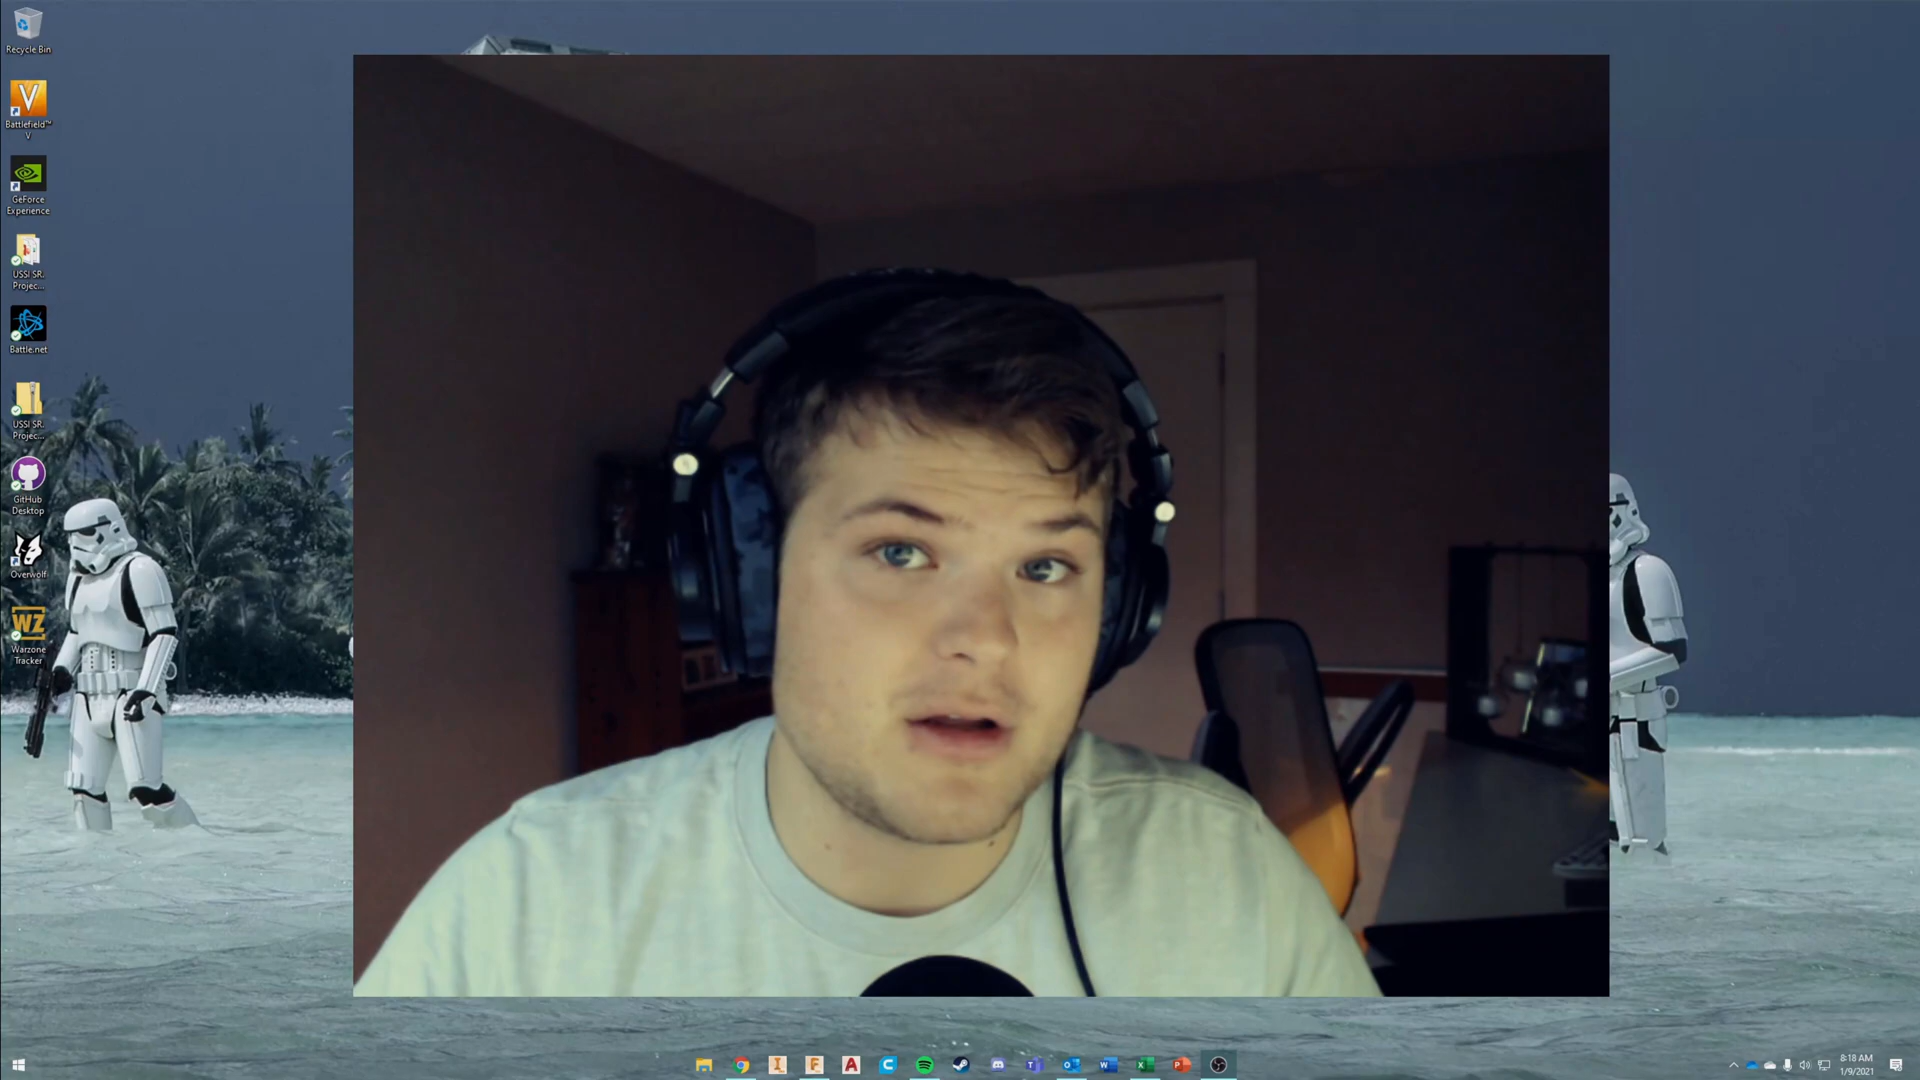 Recycle Bin
V
Battlefield™
V
GeForce
Experience
USSI SR.
Projec...
Battle.net
USSI SR.
Projec...
GitHub
Desktop
Overwolf
WZ
Warzone
Tracker
8:18 AM
1/9/2021